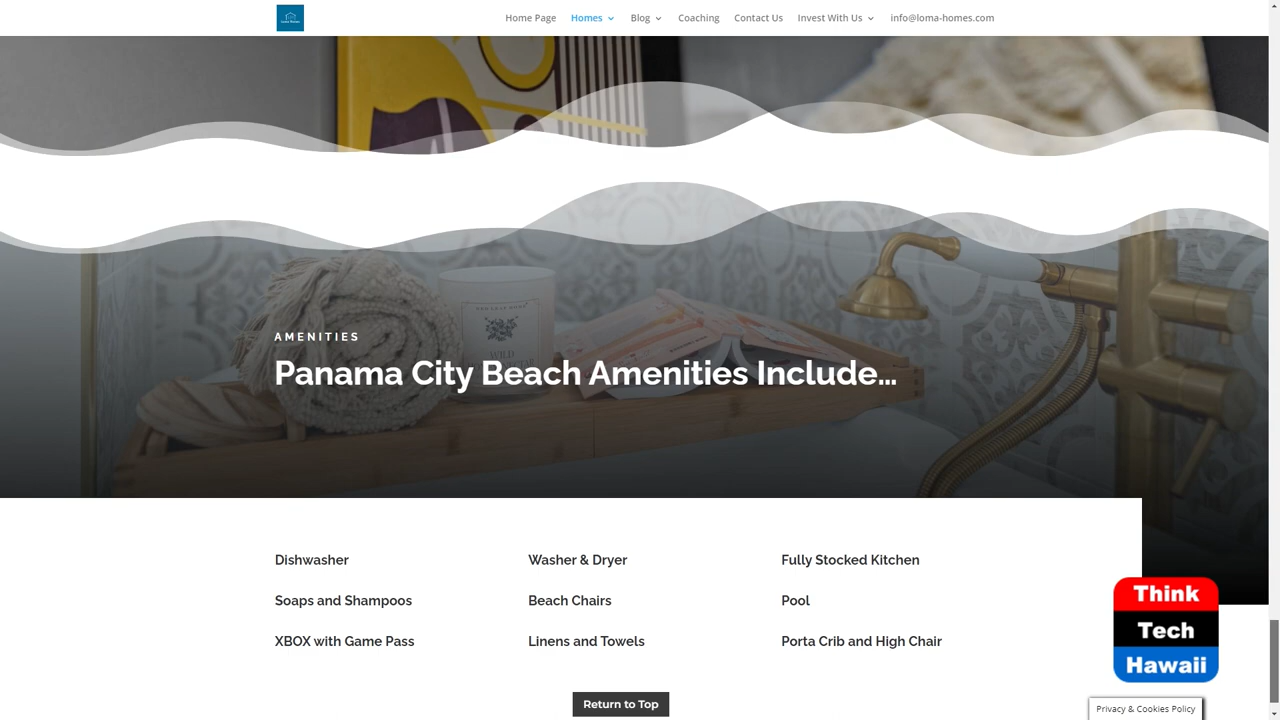 Home Page Homes Blog Coaching Contact Us Invest With Us info@loma-homes.com
AMENITIES
Panama City Beach Amenities Include...
Dishwasher
Washer & Dryer
Fully Stocked Kitchen
Soaps and Shampoos
Beach Chairs
Pool
XBOX with Game Pass
Linens and Towels
Porta Crib and High Chair
Think
Tech
Hawaii
Return to Top
Privacy & Cookies Policy